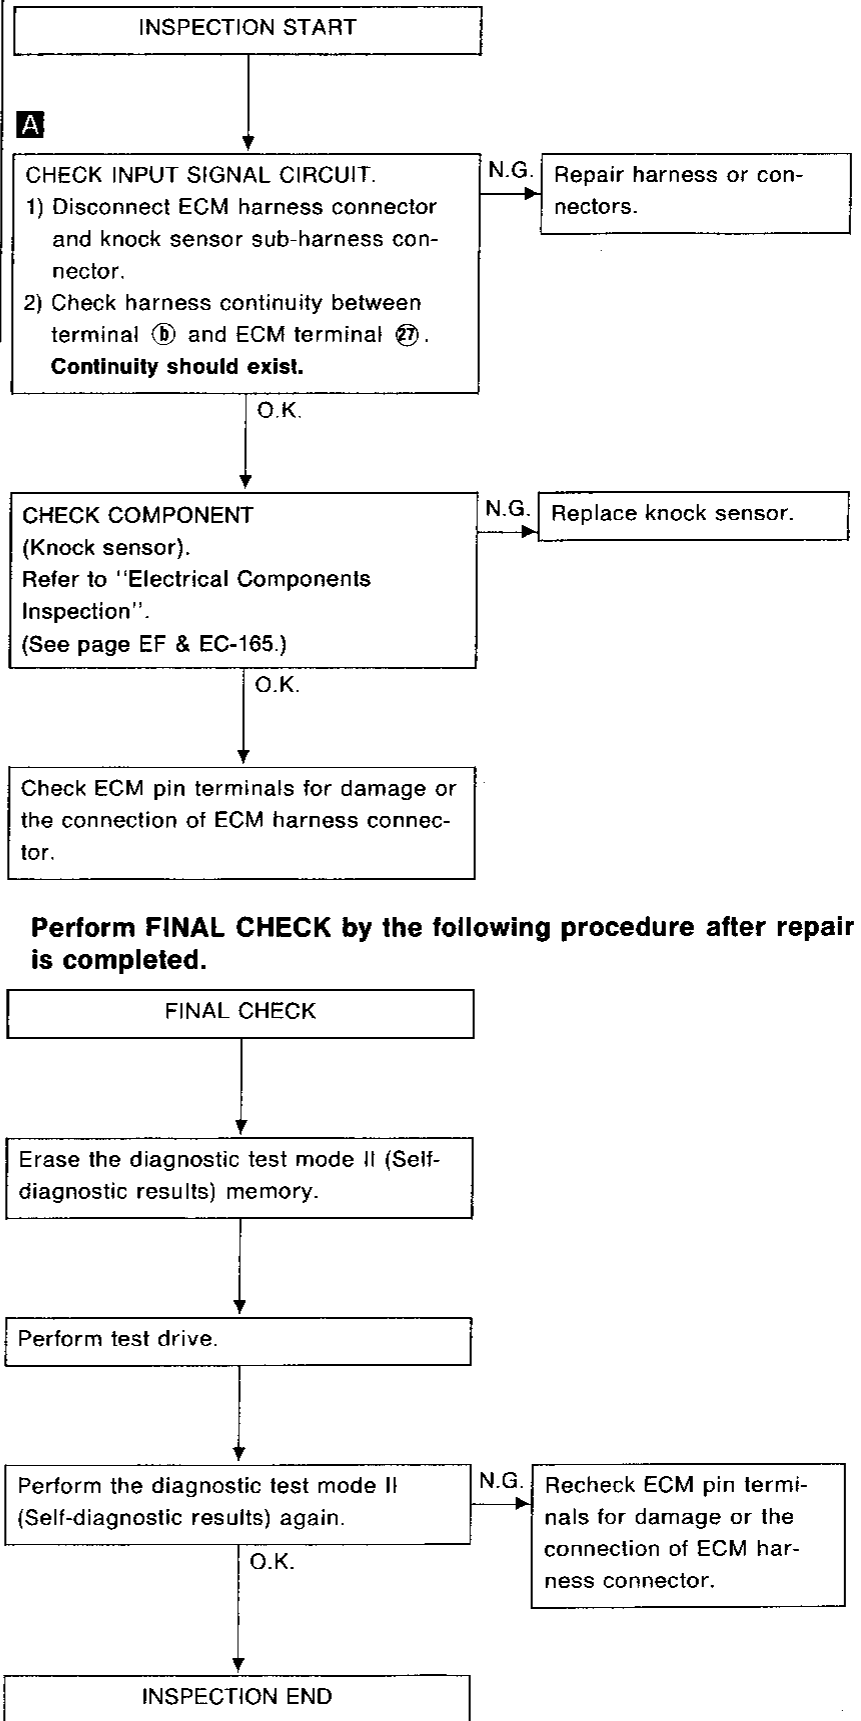 INSPECTION START
A
CHECK INPUT SIGNAL CIRCUIT.
1) Disconnect ECM harness connector
and knock sensor sub-harness con-
nector.
2) Check harness continuity between
terminal ⓑ and ECM terminal ㉗.
Continuity should exist.
N.G.
Repair harness or con-
nectors.
O.K.
CHECK COMPONENT
(Knock sensor).
Refer to "Electrical Components
Inspection".
(See page EF & EC-165.)
N.G.
Replace knock sensor.
O.K.
Check ECM pin terminals for damage or
the connection of ECM harness connec-
tor.
Perform FINAL CHECK by the following procedure after repair
is completed.
FINAL CHECK
Erase the diagnostic test mode II (Self-
diagnostic results) memory.
Perform test drive.
Perform the diagnostic test mode II
(Self-diagnostic results) again.
N.G.
Recheck ECM pin termi-
nals for damage or the
connection of ECM har-
ness connector.
O.K.
INSPECTION END